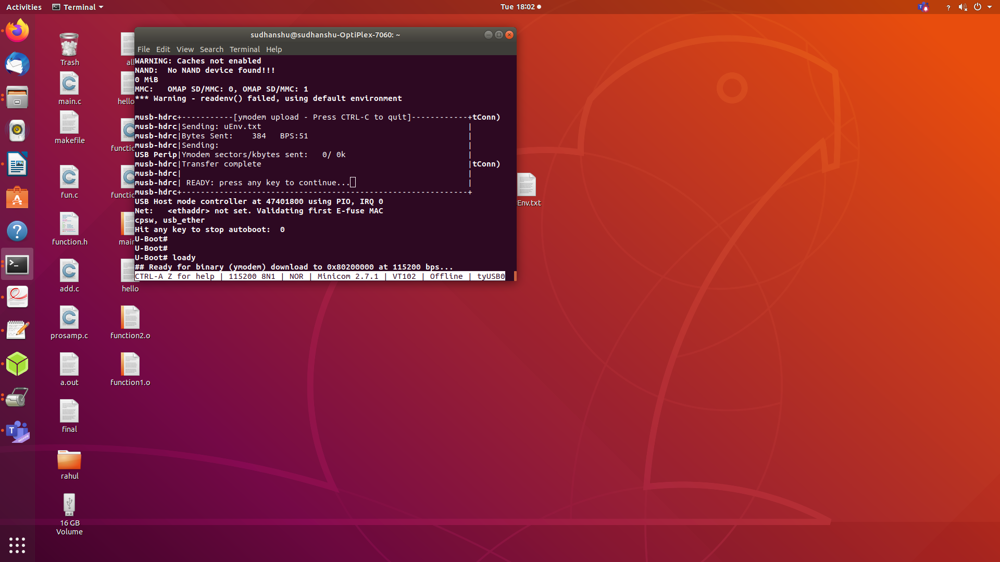 Activities
Terminal
Tue 18:02
?
sudhanshu@sudhanshu-OptiPlex-7060: ~
File Edit View Search Terminal Help
WARNING: Caches not enabled
NAND:  No NAND device found!!!
0 MiB
MMC:   OMAP SD/MMC: 0, OMAP SD/MMC: 1
*** Warning - readenv() failed, using default environment
musb-hdrc+-----------[ymodem upload - Press CTRL-C to quit]------------+tConn)
musb-hdrc|Sending: uEnv.txt                                            |
musb-hdrc|Bytes Sent:    384   BPS:51                                  |
musb-hdrc|Sending:                                                     |
USB Perip|Ymodem sectors/kbytes sent:   0/ 0k                          |
musb-hdrc|Transfer complete                                            |tConn)
musb-hdrc|                                                             |
musb-hdrc| READY: press any key to continue...                         |
musb-hdrc+-------------------------------------------------------------+
USB Host mode controller at 47401800 using PIO, IRQ 0
Net:   <ethaddr> not set. Validating first E-fuse MAC
cpsw, usb_ether
Hit any key to stop autoboot:  0
U-Boot#
U-Boot#
U-Boot# loady
## Ready for binary (ymodem) download to 0x80200000 at 115200 bps...
CTRL-A Z for help | 115200 8N1 | NOR | Minicom 2.7.1 | VT102 | Offline | tyUSB0
Trash
all
main.c
hello
makefile
functio
fun.c
functio
function.h
main
add.c
hello
prosamp.c
function2.o
a.out
function1.o
final
rahul
16 GB
Volume
Env.txt
T
PREVIEW